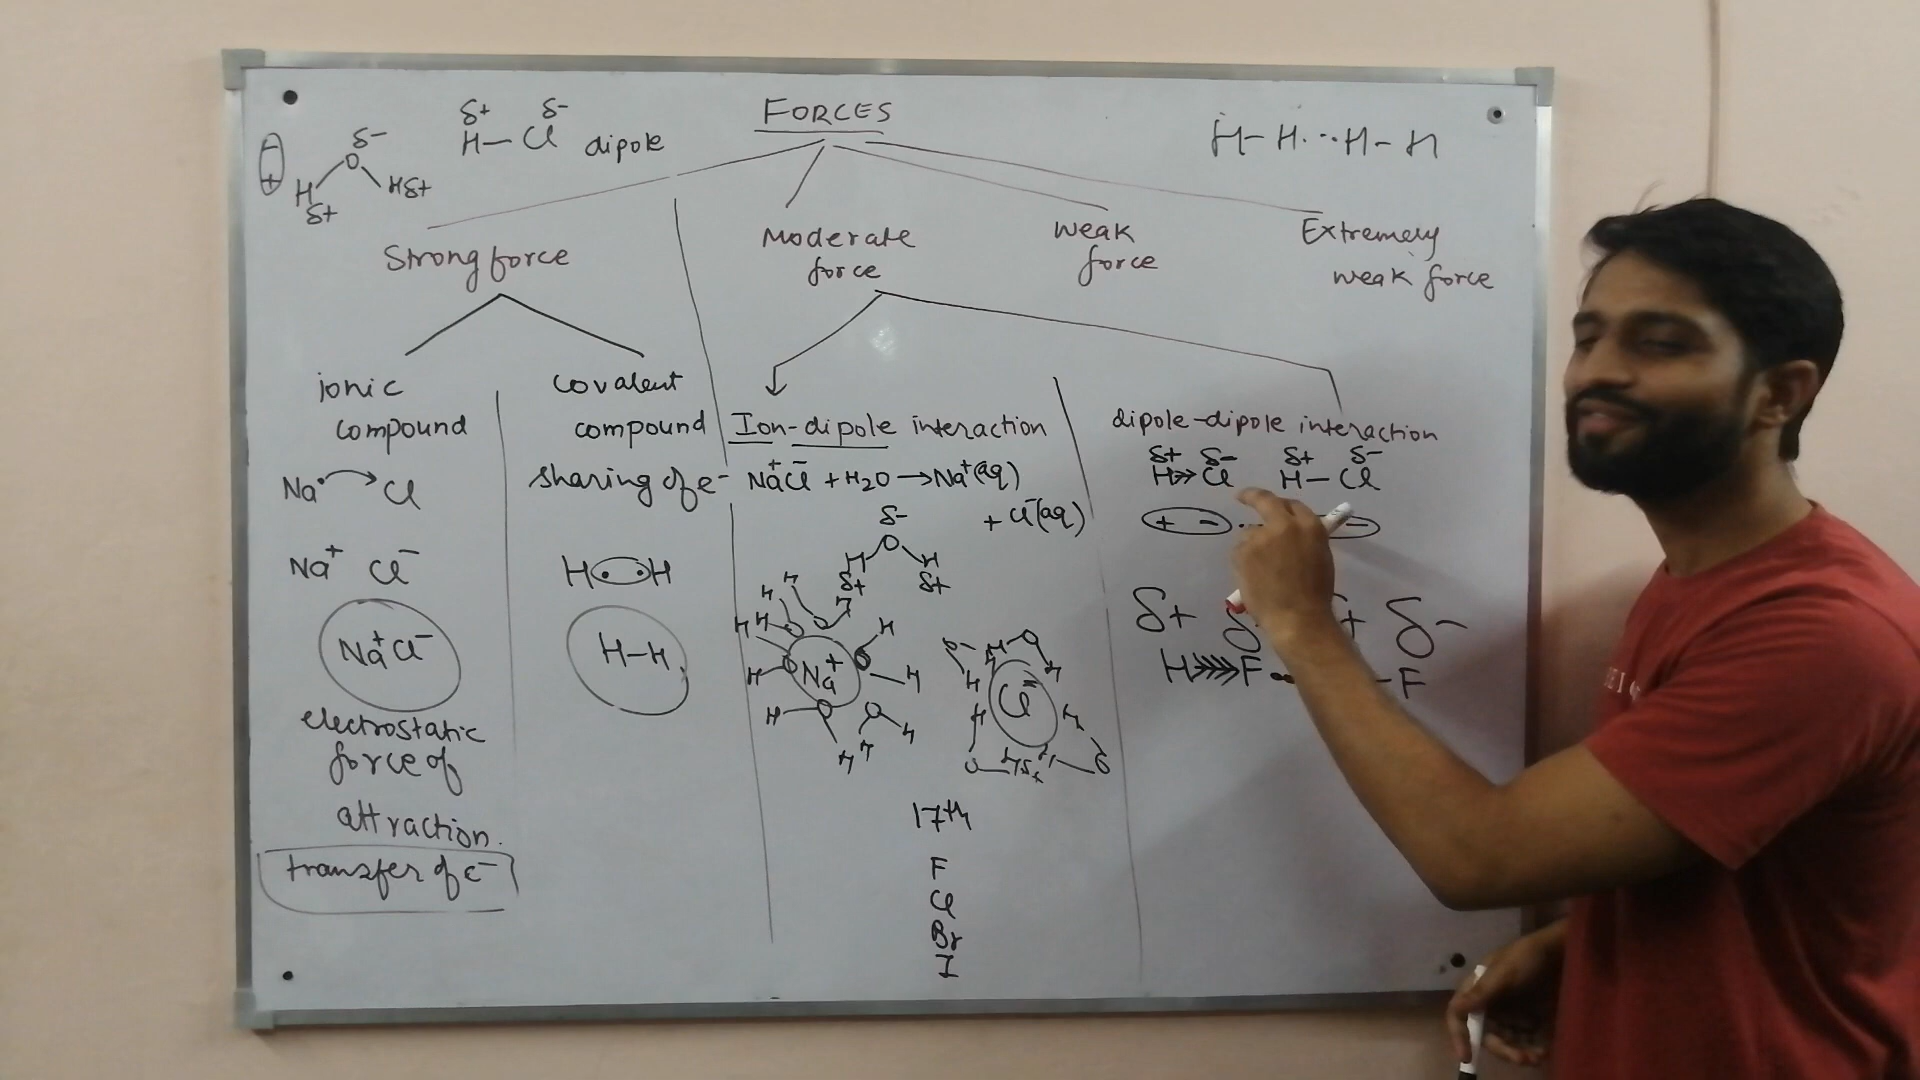 FORCES
δ+ δ-
H-Cl dipole
δ-
O
H Hδ+
δ+
-
+
H-H...H-H
Strong force
Moderate
force
Weak
force
Extremely
weak force
ionic
compound
Na Cl
Na+ Cl-
Na+Cl-
electrostatic
force of
attraction.
transfer of e-
covalent
compound
sharing of e-
H..H
H-H
Ion-dipole interaction
Na+Cl- + H2O → Na+(aq)
+ Cl-(aq)
δ-
O
H H
δ+ δ+
Na+
17th
F
Cl
Br
I
dipole-dipole interaction
δ+ δ- δ+ δ-
H Cl H-Cl
+ - -
δ+ δ-
H F -F